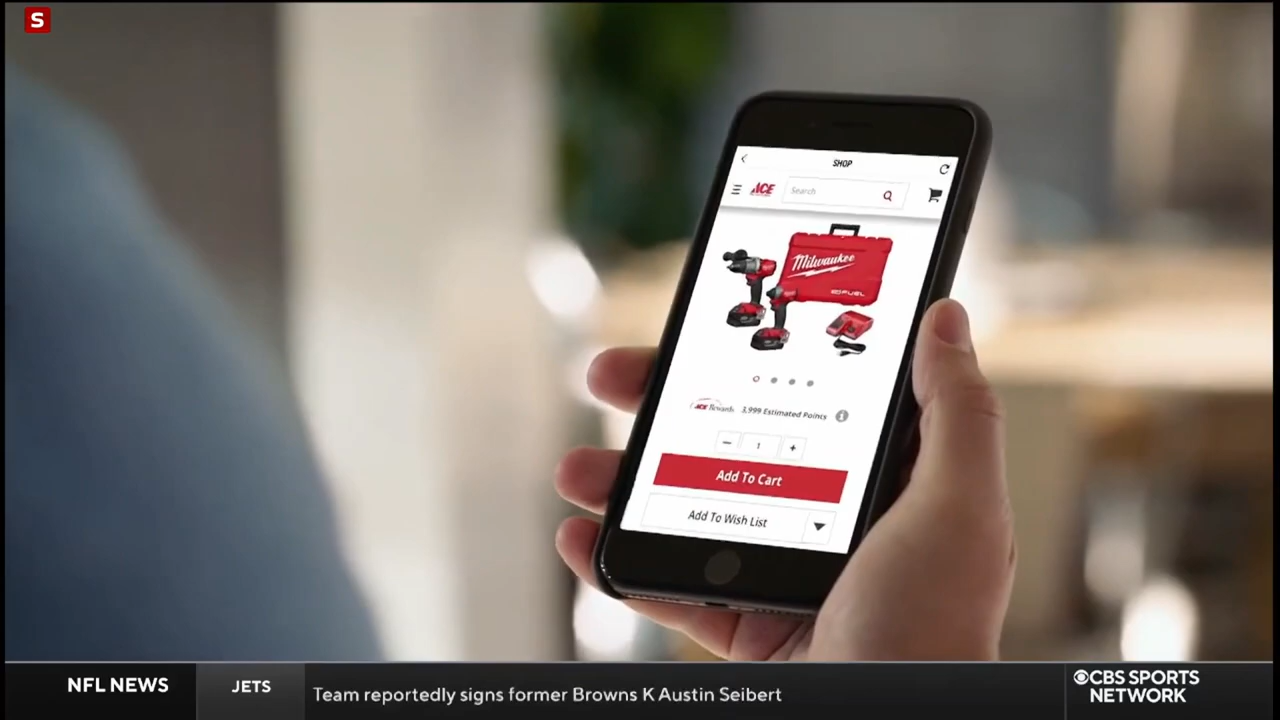 S
SHOP
ACE
Search
Milwaukee
FUEL
ACE Rewards 3,999 Estimated Points
1
Add To Cart
Add To Wish List
NFL NEWS
JETS
Team reportedly signs former Browns K Austin Seibert
CBS SPORTS
NETWORK